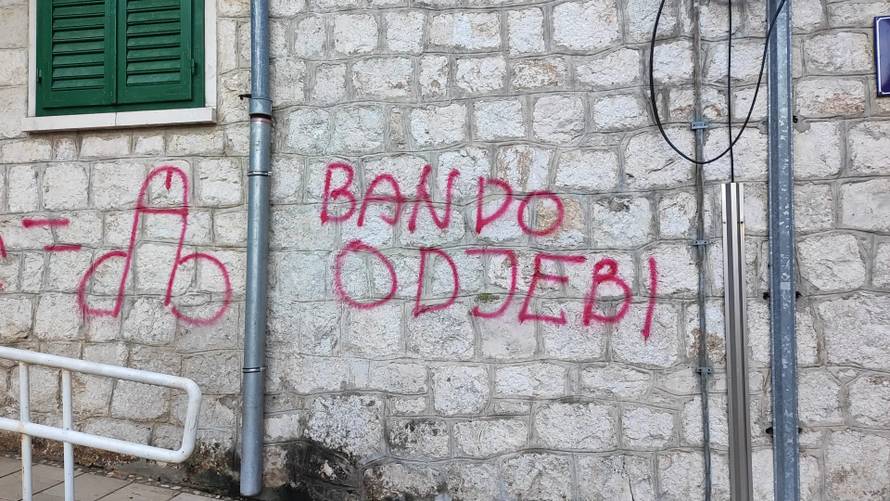 =
BANDO
ODJEBI